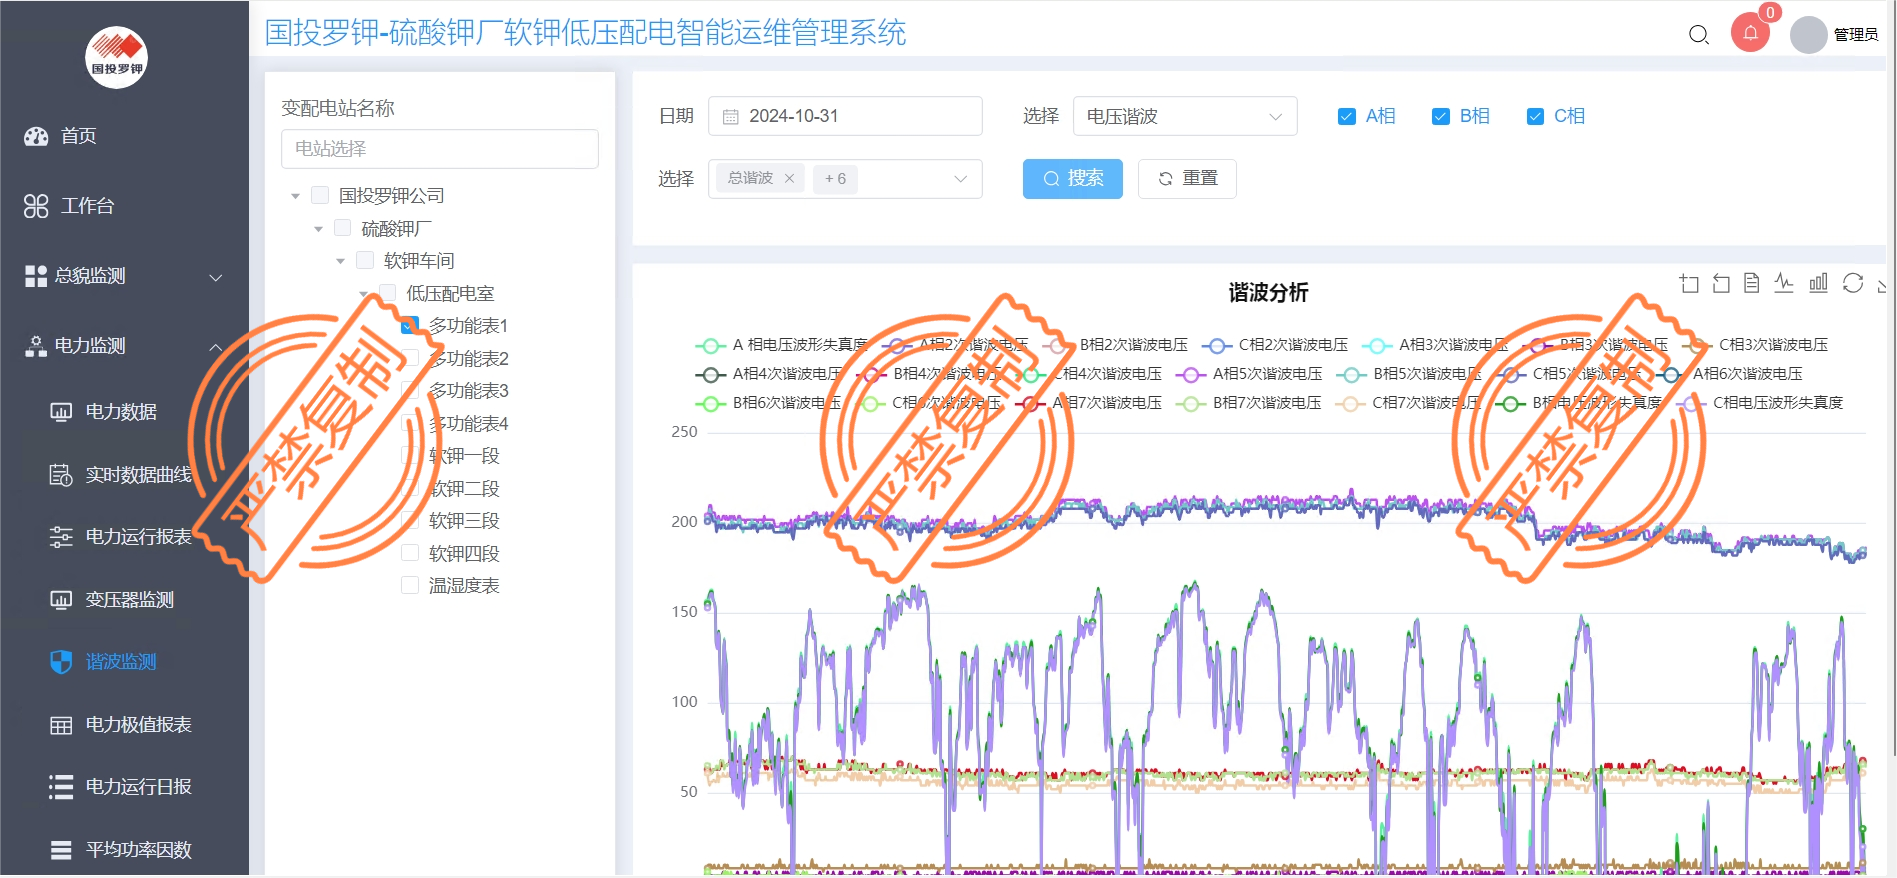 国投罗钾
国投罗钾-硫酸钾厂软钾低压配电智能运维管理系统
0
管理员
首页
工作台
总貌监测
电力监测
电力数据
实时数据曲线
电力运行报表
变压器监测
谐波监测
电力极值报表
电力运行日报
平均功率因数
变配电站名称
电站选择
国投罗钾公司
硫酸钾厂
软钾车间
低压配电室
多功能表1
多功能表2
多功能表3
多功能表4
软钾一段
软钾二段
软钾三段
软钾四段
温湿度表
日期 2024-10-31 选择 电压谐波 A相 B相 C相
选择 总谐波 + 6 搜索 重置
谐波分析
A 相电压波形失真度 A相2次谐波电压 B相2次谐波电压 C相2次谐波电压 A相3次谐波电压 B相3次谐波电压 C相3次谐波电压
A相4次谐波电压 B相4次谐波电压 C相4次谐波电压 A相5次谐波电压 B相5次谐波电压 C相5次谐波电压 A相6次谐波电压
B相6次谐波电压 C相6次谐波电压 A相7次谐波电压 B相7次谐波电压 C相7次谐波电压 B相电压波形失真度 C相电压波形失真度
250
200
150
100
50
严禁复制
严禁复制
严禁复制